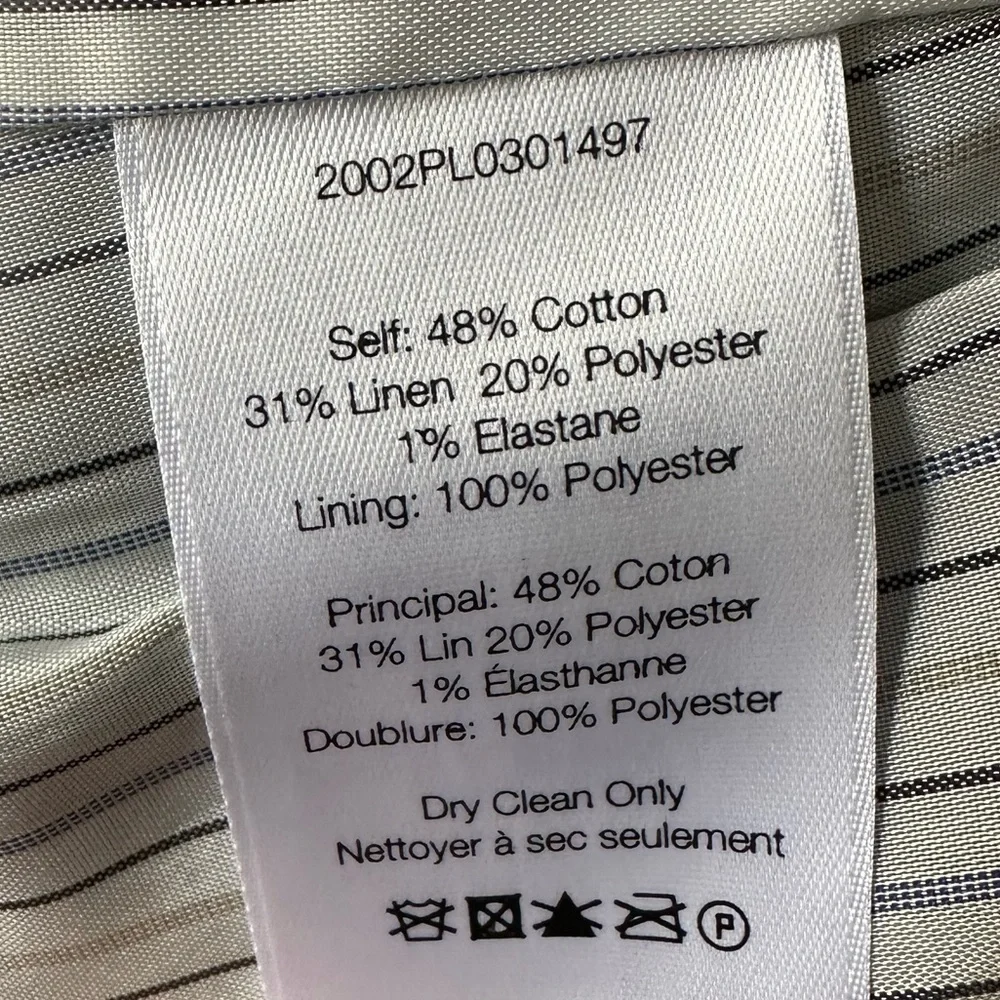 2002PL0301497
Self: 48% Cotton
31% Linen 20% Polyester
1% Elastane
Lining: 100% Polyester
Principal: 48% Coton
31% Lin 20% Polyester
1% Élasthanne
Doublure: 100% Polyester
Dry Clean Only
Nettoyer à sec seulement
P